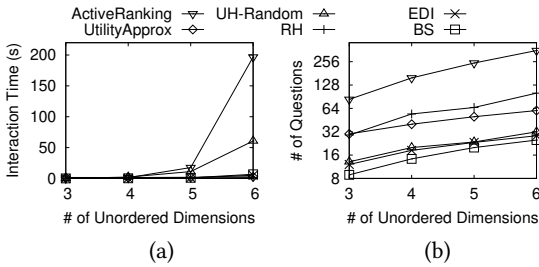 ActiveRanking UH-Random EDI
UtilityApprox RH BS
Interaction Time (s)
200
150
100
50
0
3 4 5 6
# of Unordered Dimensions
(a)
# of Questions
256
128
64
32
16
8
3 4 5 6
# of Unordered Dimensions
(b)